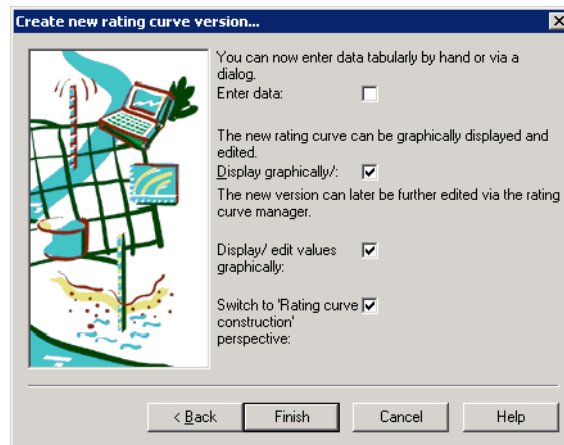 Create new rating curve version...
You can now enter data tabularly by hand or via a
dialog.
Enter data:
The new rating curve can be graphically displayed and
edited.
Display graphically/:
The new version can later be further edited via the rating
curve manager.
Display/ edit values
graphically:
Switch to 'Rating curve
construction'
perspective:
< Back
Finish
Cancel
Help